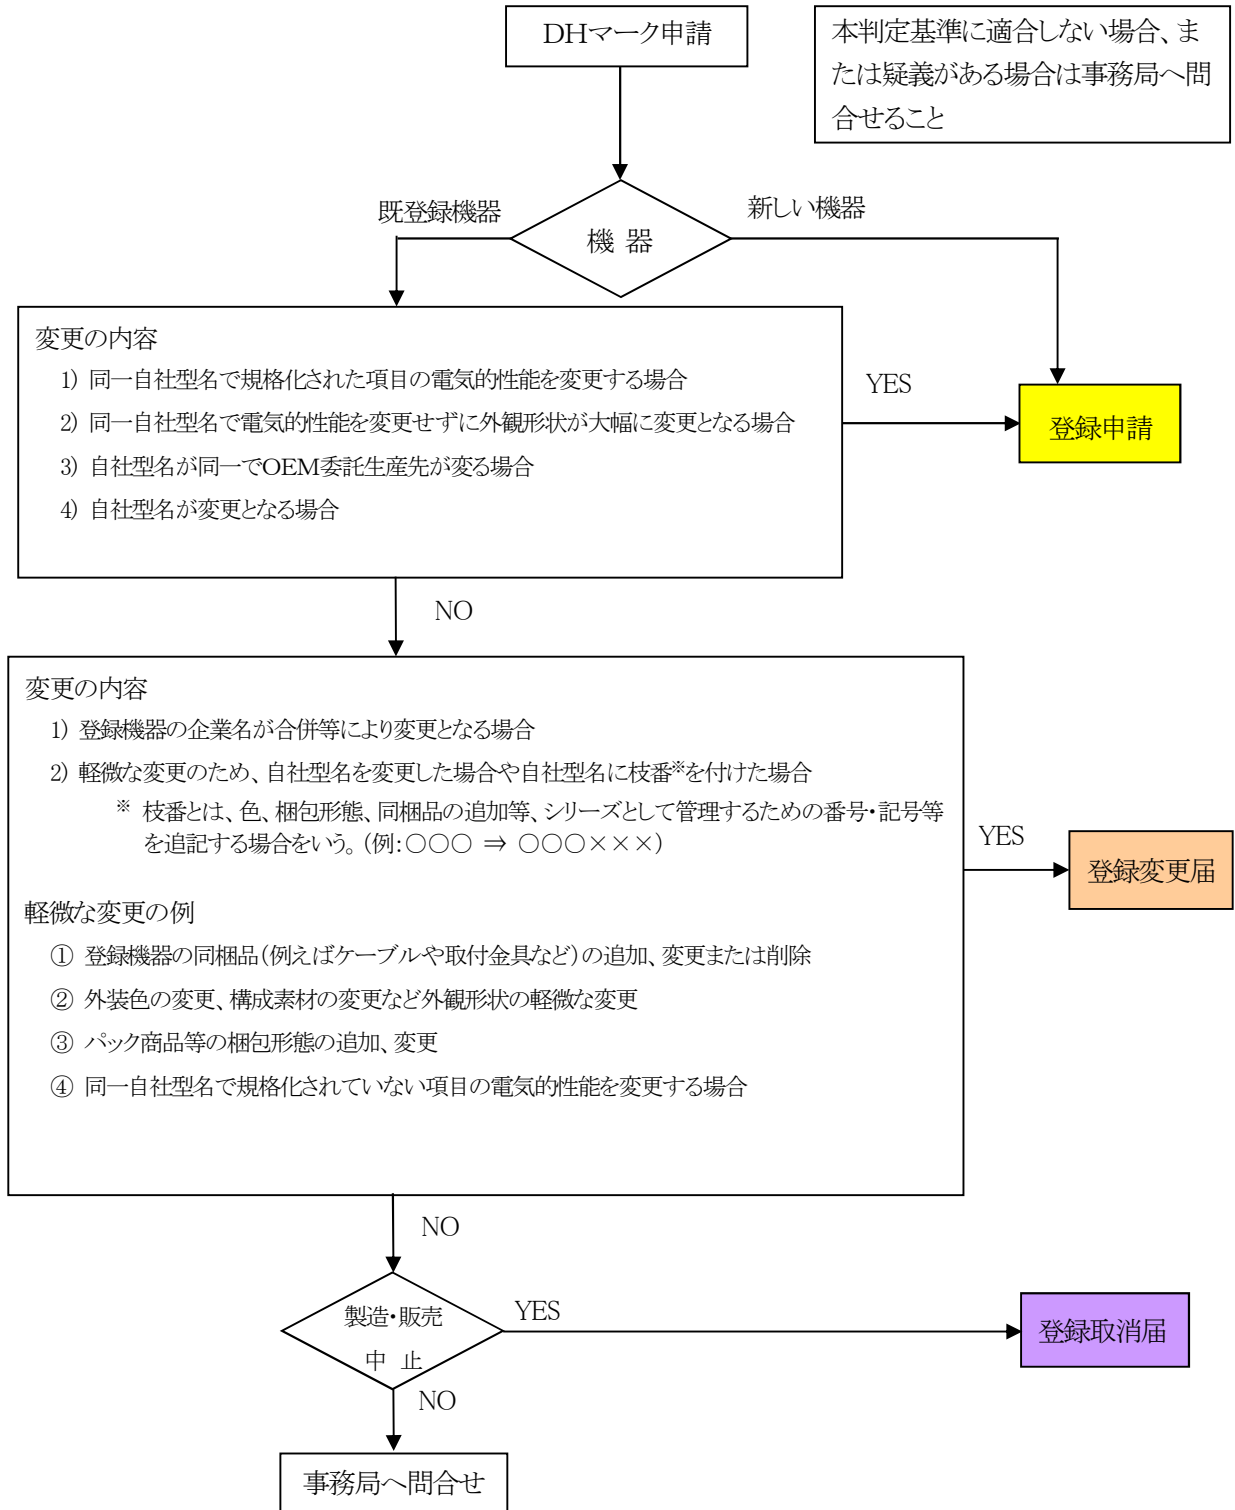 DHマーク申請
本判定基準に適合しない場合、ま
たは疑義がある場合は事務局へ問
合せること
既登録機器
新しい機器
機 器
変更の内容
1) 同一自社型名で規格化された項目の電気的性能を変更する場合
2) 同一自社型名で電気的性能を変更せずに外観形状が大幅に変更となる場合
3) 自社型名が同一でOEM委託生産先が変る場合
4) 自社型名が変更となる場合
YES
登録申請
NO
変更の内容
1) 登録機器の企業名が合併等により変更となる場合
2) 軽微な変更のため、自社型名を変更した場合や自社型名に枝番※を付けた場合
※ 枝番とは、色、梱包形態、同梱品の追加等、シリーズとして管理するための番号・記号等
を追記する場合をいう。(例:○○○ ⇒ ○○○×××)
軽微な変更の例
① 登録機器の同梱品(例えばケーブルや取付金具など)の追加、変更または削除
② 外装色の変更、構成素材の変更など外観形状の軽微な変更
③ パック商品等の梱包形態の追加、変更
④ 同一自社型名で規格化されていない項目の電気的性能を変更する場合
YES
登録変更届
NO
製造・販売
中 止
YES
登録取消届
NO
事務局へ問合せ